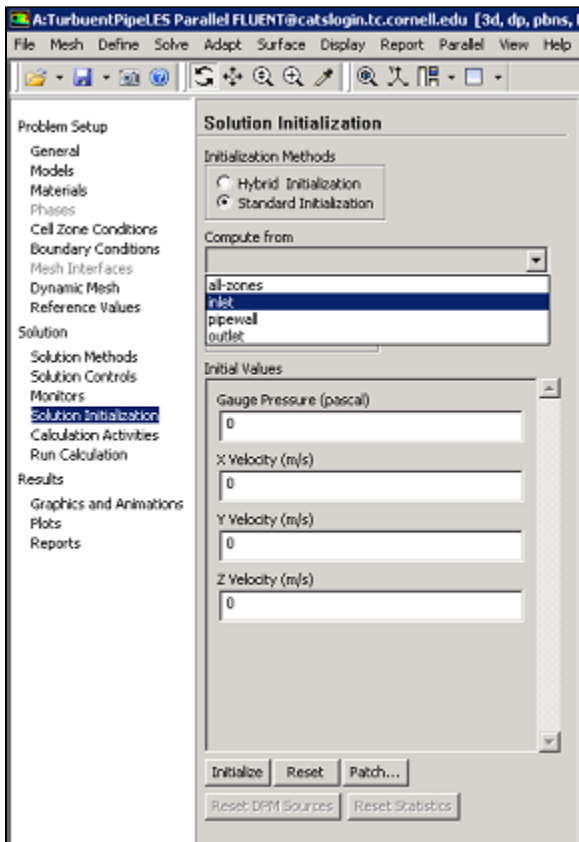 A:TurbuentPipeLES Parallel FLUENT@catslogin.tc.cornell.edu [3d, dp, pbns,
File Mesh Define Solve Adapt Surface Display Report Parallel View Help
Problem Setup
General
Models
Materials
Phases
Cell Zone Conditions
Boundary Conditions
Mesh Interfaces
Dynamic Mesh
Reference Values
Solution
Solution Methods
Solution Controls
Monitors
Solution Initialization
Calculation Activities
Run Calculation
Results
Graphics and Animations
Plots
Reports
Solution Initialization
Initialization Methods
Hybrid Initialization
Standard Initialization
Compute from
all-zones
inlet
pipewall
outlet
Initial Values
Gauge Pressure (pascal)
0
X Velocity (m/s)
0
Y Velocity (m/s)
0
Z Velocity (m/s)
0
Initialize Reset Patch...
Reset DPM Sources Reset Statistics